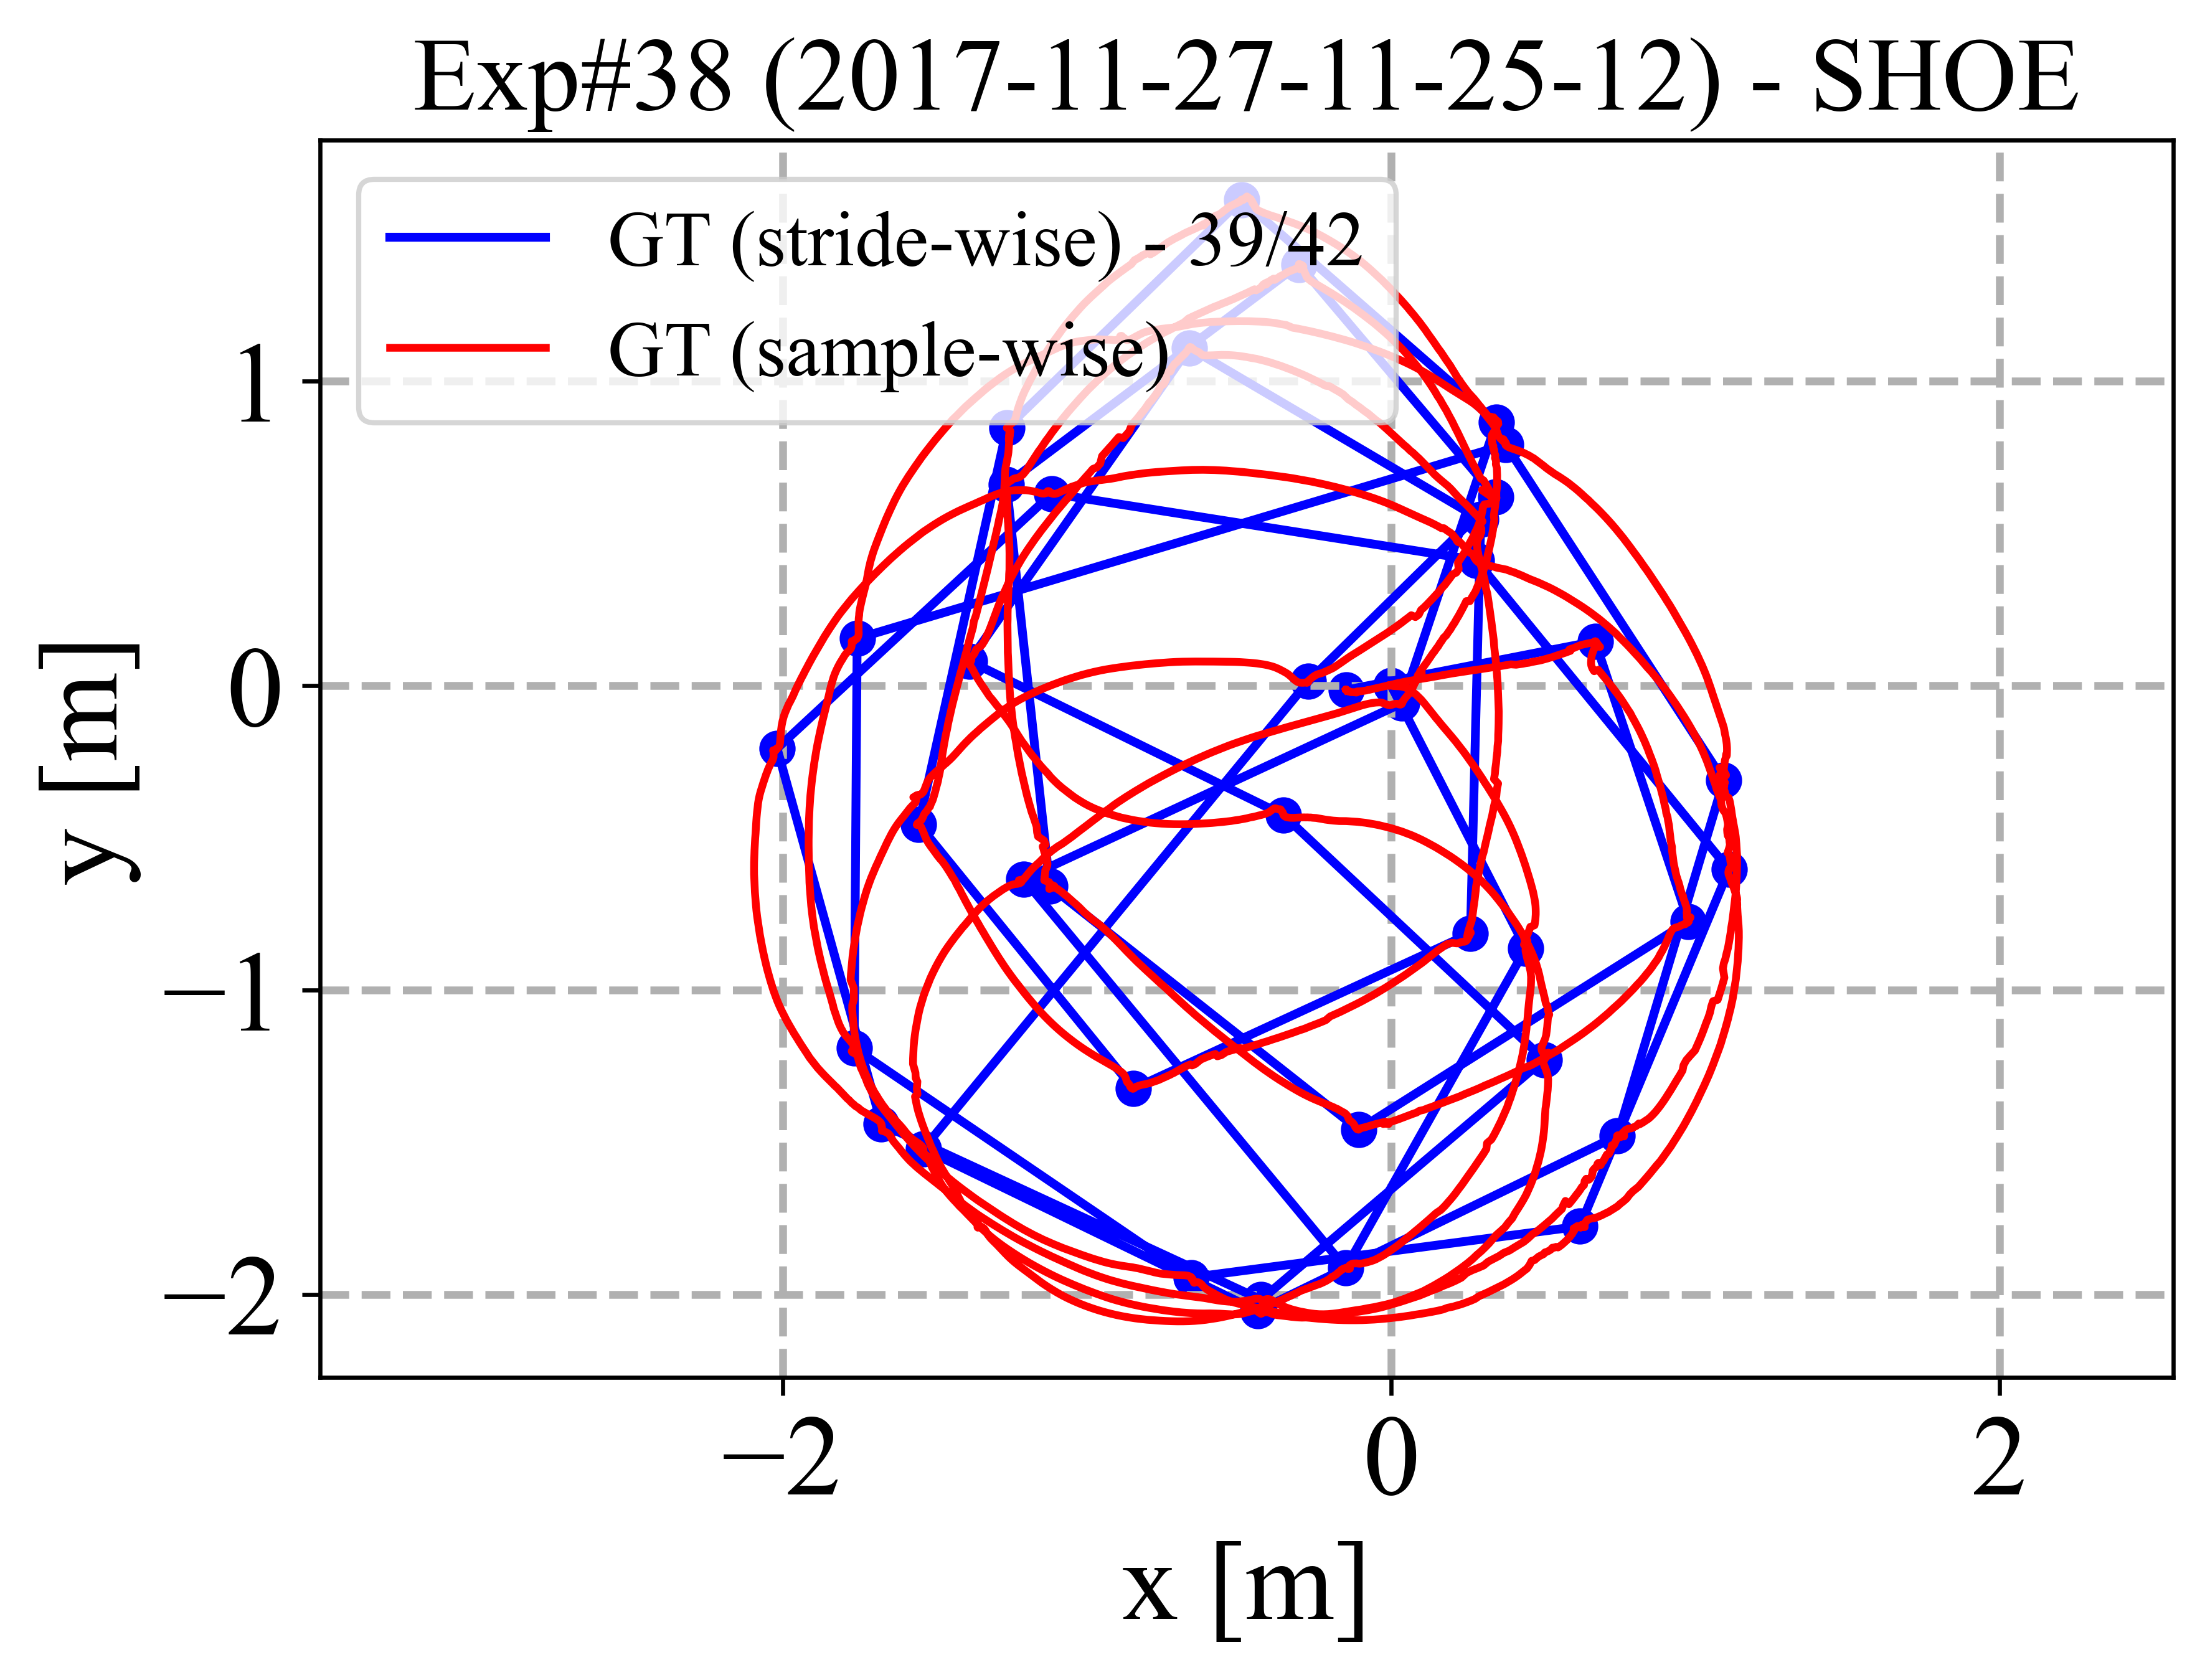 Exp#38 (2017-11-27-11-25-12) - SHOE
GT (stride-wise) - 39/42
GT (sample-wise)
1
0
−1
−2
y [m]
−2
0
2
x [m]